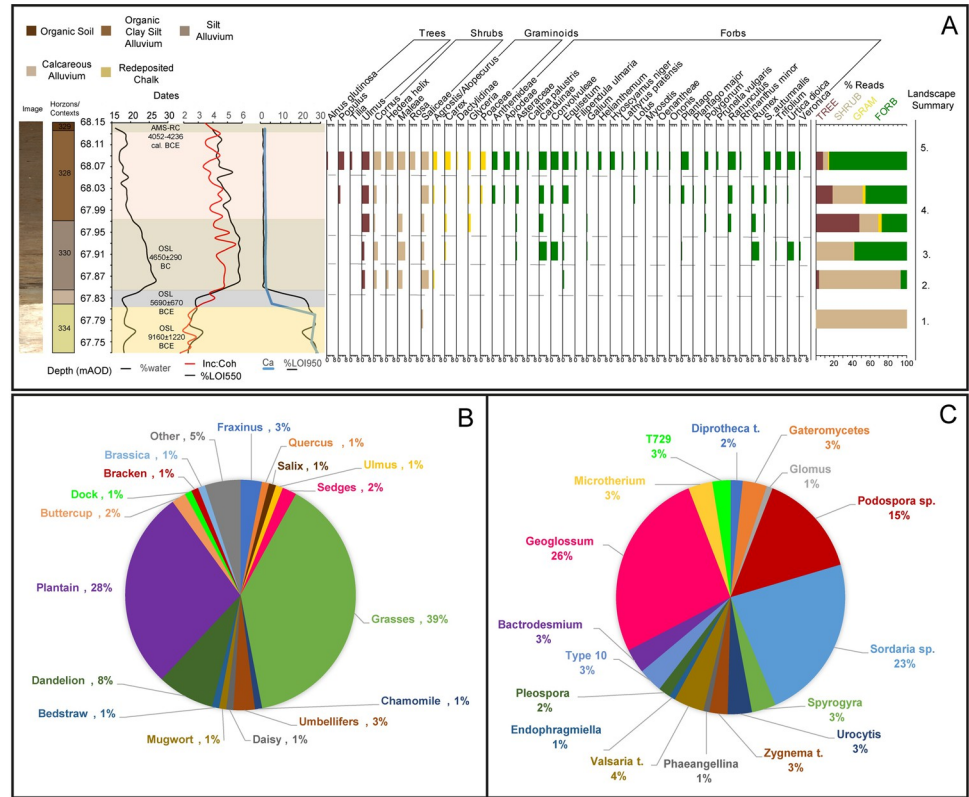 A
Organic Soil
Organic
Clay Silt
Alluvium
Silt
Alluvium
Calcareous
Alluvium
Redeposited
Chalk
Trees
Shrubs
Graminoids
Forbs
Image
Horzons/
Contexts
Dates
15 20 25 30 2 3 4 5 6 0 10 20 30
68.15
68.11
68.07
68.03
67.99
67.95
67.91
67.87
67.83
67.79
67.75
329
328
330
334
AMS-RC
4052-4236
cal. BCE
OSL
4650±290
BC
OSL
5690±670
BCE
OSL
9160±1220
BCE
Depth (mAOD)
%water
Inc:Coh
%LOI550
Ca
%LOI950
Alnus glutinosa
Populus
Tilia
Ulmus
Cornus
Hedera helix
Maleae
Rosa
Saliceae
Agrostis/Alopecurus
Carex
Dactylidinae
Glyceria
Poaceae
Anthemideae
Apiodeae
Asteraceae
Caltha palustris
Carduinae
Convolvuleae
Equisetum
Filipendula ulmaria
Galium
Helianthemum
Hyoscyamus niger
Lathyrus pratensis
Lotus
Mentheae
Myosotis
Oenantheae
Ononis
Plantago
Plantago major
Polygonum
Prunella vulgaris
Ranunculus
Rhinanthus minor
Rumex
S. autumnalis
Trifolium
Urtica dioica
Veronica
% Reads
TREE
SHRUB
GRAM
FORB
Landscape
Summary
5.
4.
3.
2.
1.
0 20 40 60 80 100
B
Other , 5%
Fraxinus , 3%
Quercus , 1%
Salix , 1%
Ulmus , 1%
Sedges , 2%
Brassica , 1%
Bracken , 1%
Dock , 1%
Buttercup , 2%
Plantain , 28%
Grasses , 39%
Dandelion , 8%
Chamomile , 1%
Bedstraw , 1%
Umbellifers , 3%
Mugwort , 1%
Daisy , 1%
C
T729
3%
Diprotheca t.
2%
Gateromycetes
3%
Glomus
1%
Microtherium
3%
Podospora sp.
15%
Geoglossum
26%
Bactrodesmium
3%
Sordaria sp.
23%
Type 10
3%
Pleospora
2%
Spyrogyra
3%
Endophragmiella
1%
Urocytis
3%
Valsaria t.
4%
Phaeangellina
1%
Zygnema t.
3%